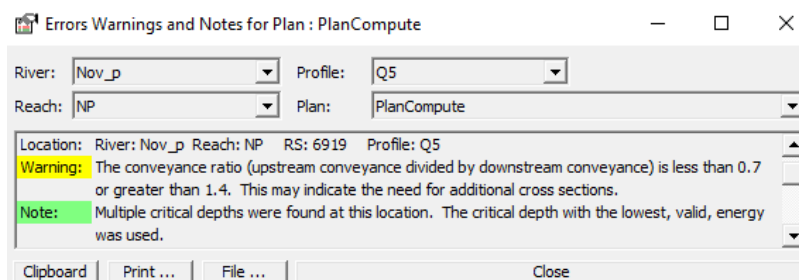 Errors Warnings and Notes for Plan : PlanCompute
River: Nov_p Profile: Q5
Reach: NP Plan: PlanCompute
Location: River: Nov_p Reach: NP RS: 6919 Profile: Q5
Warning: The conveyance ratio (upstream conveyance divided by downstream conveyance) is less than 0.7
or greater than 1.4. This may indicate the need for additional cross sections.
Note: Multiple critical depths were found at this location. The critical depth with the lowest, valid, energy
was used.
Clipboard Print ... File ... Close